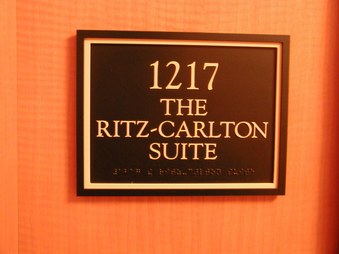 1217
THE
RITZ-CARLTON
SUITE